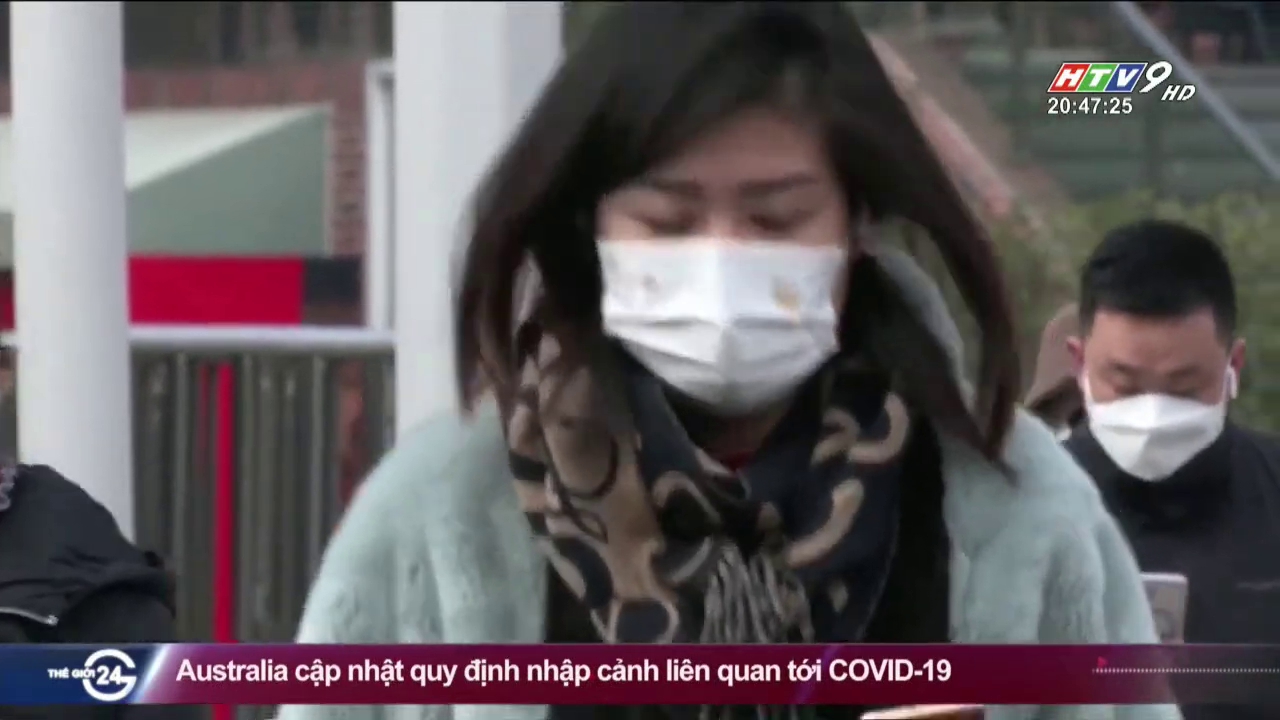 HTV9 HD
20:47:25
THẾ GIỚI 24G
Australia cập nhật quy định nhập cảnh liên quan tới COVID-19